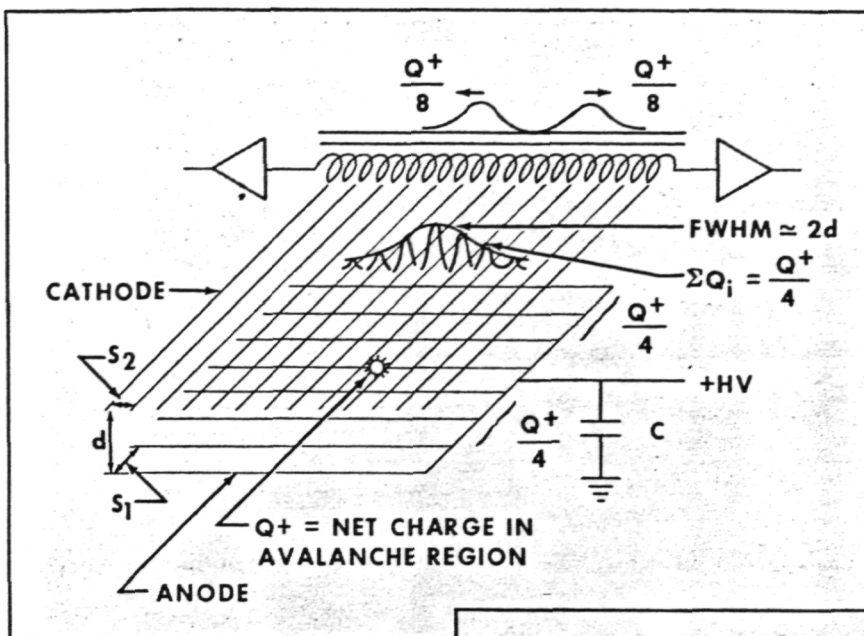 Q+
8
Q+
8
FWHM ≃ 2d
ΣQi = Q+
4
CATHODE
Q+
4
S2
+HV
d
Q+
4
C
S1
Q+ = NET CHARGE IN
AVALANCHE REGION
ANODE